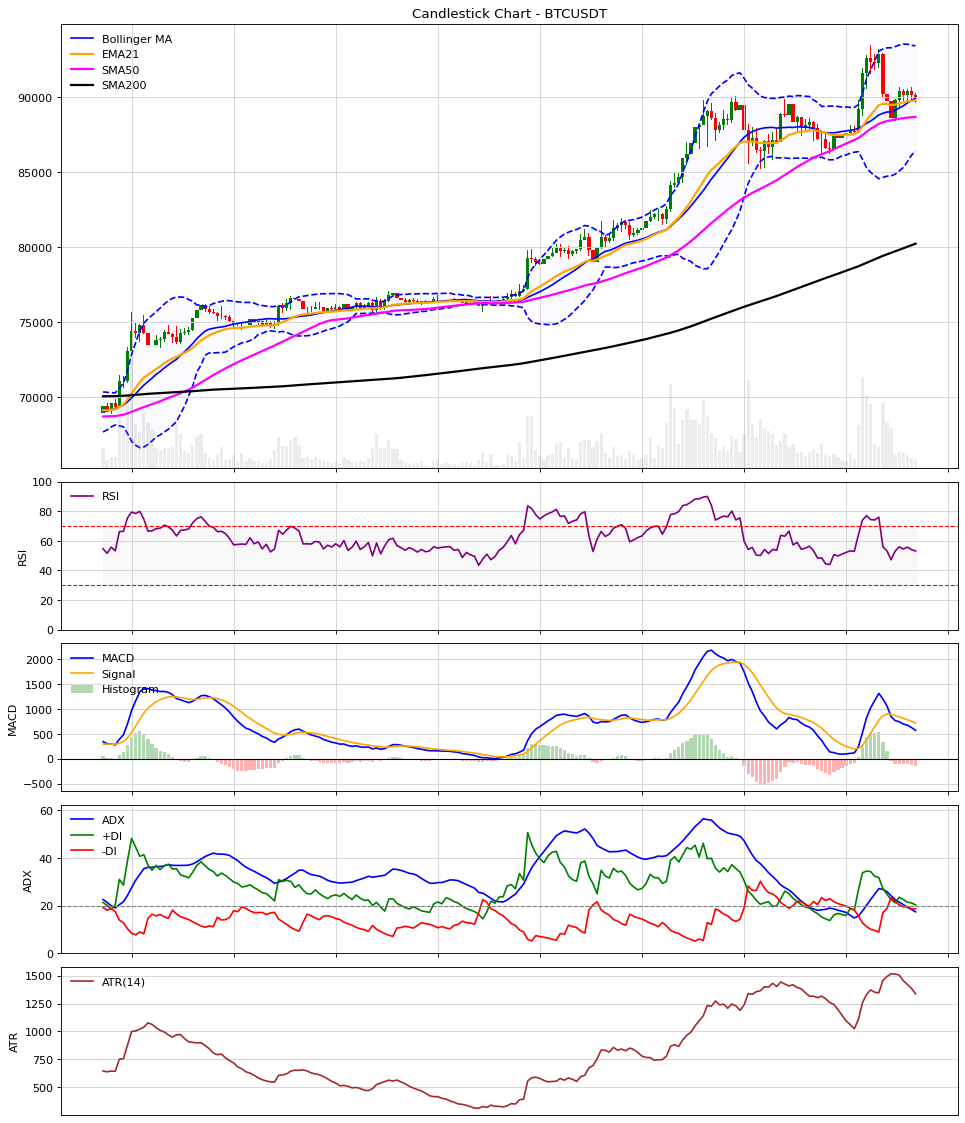 Candlestick Chart - BTCUSDT
Bollinger MA
EMA21
SMA50
SMA200
90000
85000
80000
75000
70000
RSI
100
80
60
40
20
0
RSI
MACD
Signal
Histogram
2000
1500
1000
500
0
−500
MACD
ADX
+DI
-DI
60
40
20
0
ADX
ATR(14)
1500
1250
1000
750
500
ATR